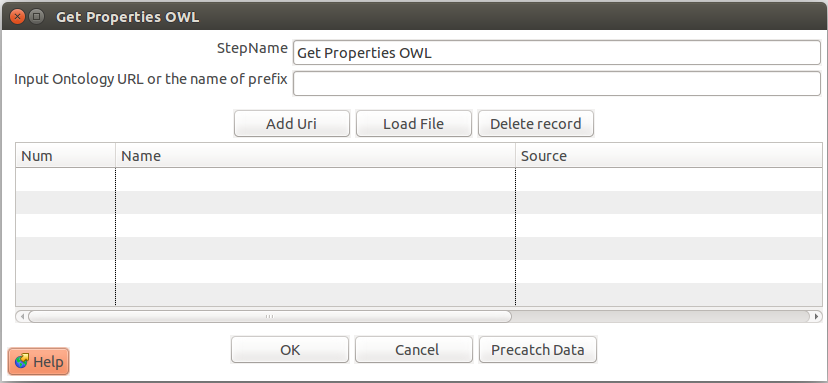 Get Properties OWL
StepName Get Properties OWL
Input Ontology URL or the name of prefix
Add Uri Load File Delete record
Num Name Source
OK Cancel Precatch Data
Help